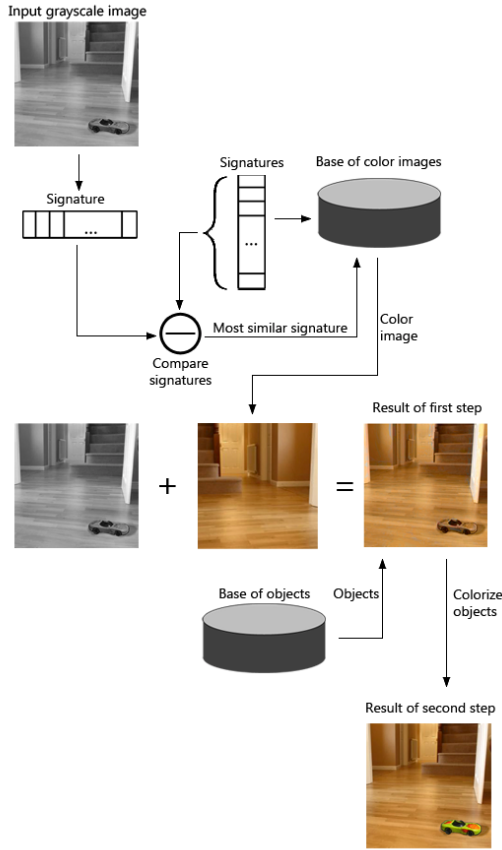 Input grayscale image
Signature
...
Signatures
...
Base of color images
Most similar signature
Compare
signatures
Color
image
Result of first step
+
=
Base of objects
Objects
Colorize
objects
Result of second step